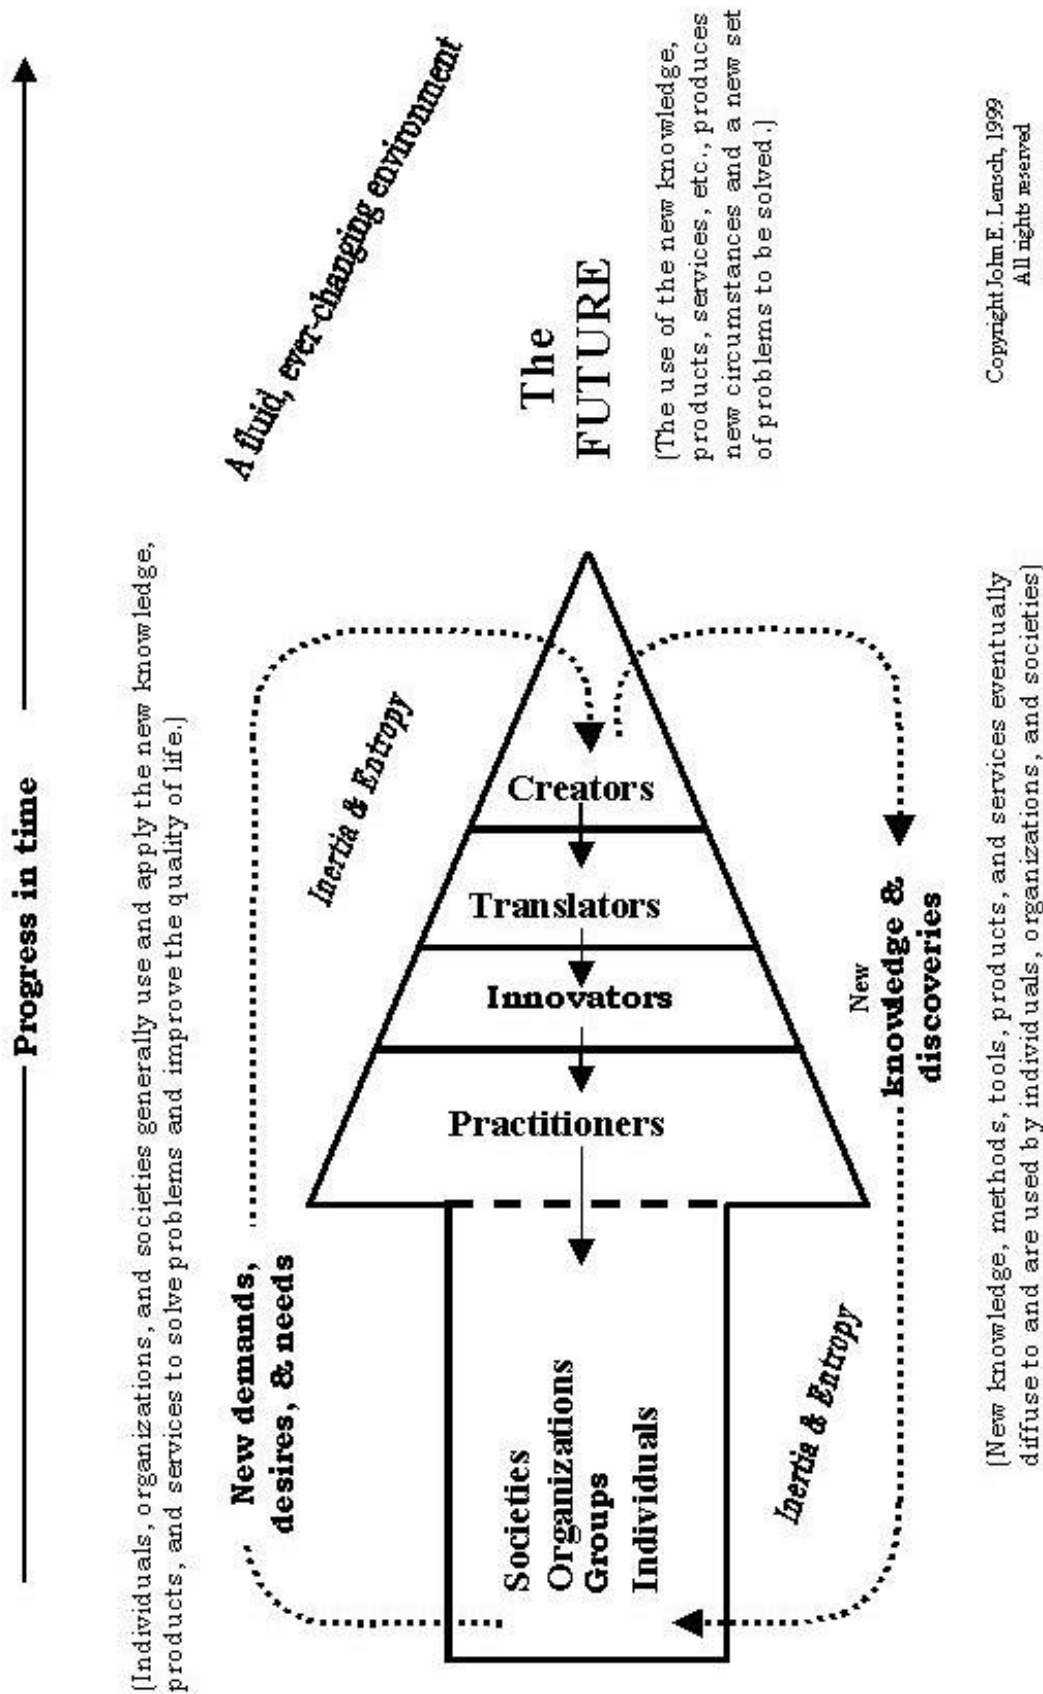 Progress in time
[Individuals, organizations, and societies generally use and apply the new knowledge,
products, and services to solve problems and improve the quality of life.]
A fluid, ever-changing environment
New demands,
desires, & needs
Inertia & Entropy
Societies
Organizations
Groups
Individuals
Practitioners
Innovators
Translators
Creators
The
FUTURE
[The use of the new knowledge,
products, services, etc., produces
new circumstances and a new set
of problems to be solved.]
Inertia & Entropy
New
knowledge &
discoveries
[New knowledge, methods, tools, products, and services eventually
diffuse to and are used by individuals, organizations, and societies]
Copyright John E. Lensch, 1999
All rights reserved